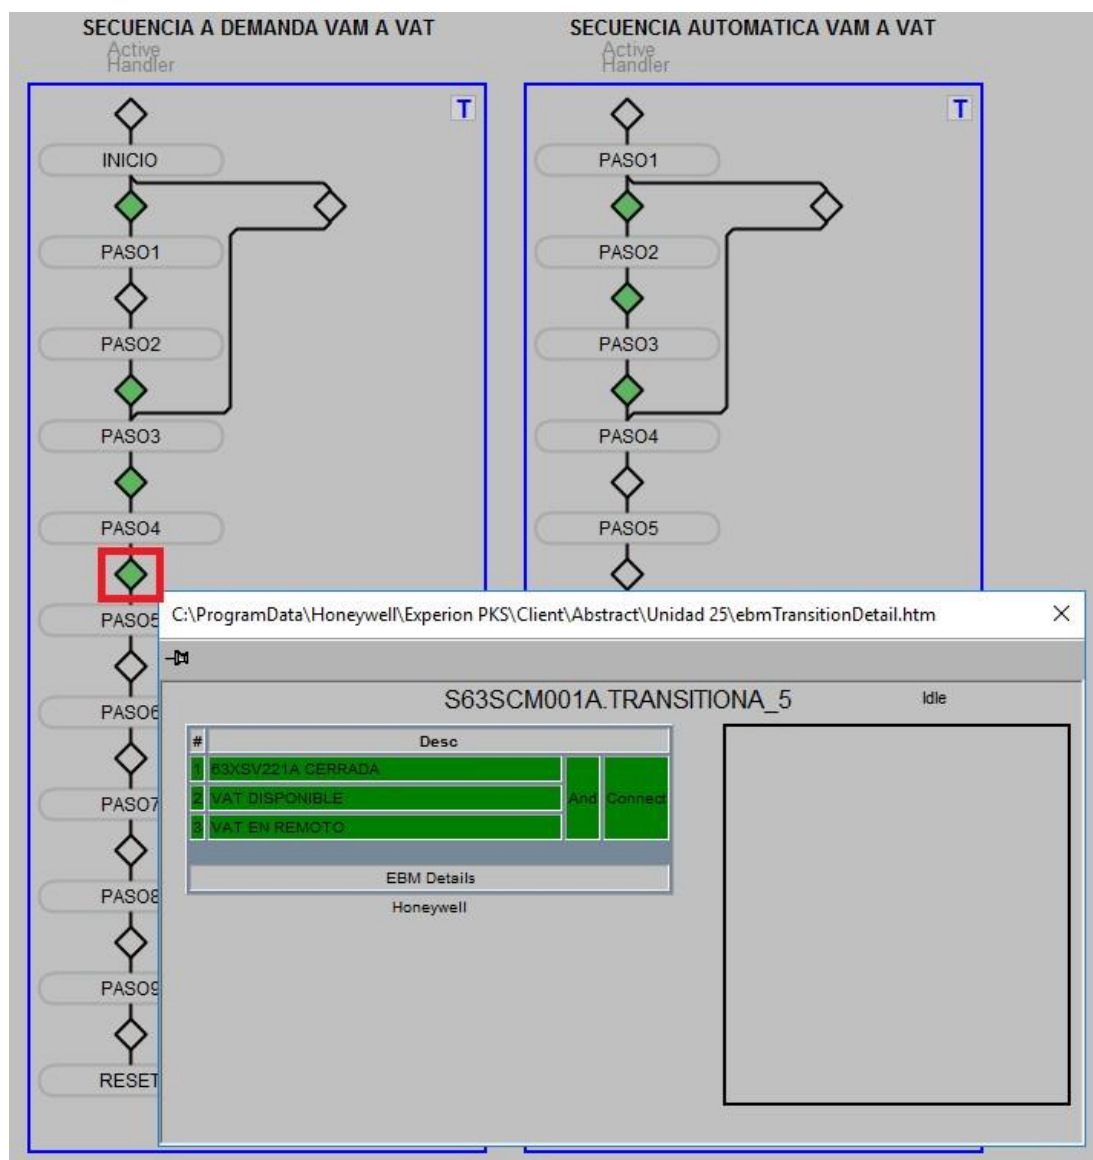 SECUENCIA A DEMANDA VAM A VAT
Active
Handler
T
INICIO
PASO1
PASO2
PASO3
PASO4
PASO5
PASO6
PASO7
PASO8
PASO9
RESET
SECUENCIA AUTOMATICA VAM A VAT
Active
Handler
T
PASO1
PASO2
PASO3
PASO4
PASO5
C:\ProgramData\Honeywell\Experion PKS\Client\Abstract\Unidad 25\ebmTransitionDetail.htm
S63SCM001A.TRANSITIONA_5
Idle
# Desc
1 63XSV221A CERRADA
2 VAT DISPONIBLE And Connect
3 VAT EN REMOTO
EBM Details
Honeywell